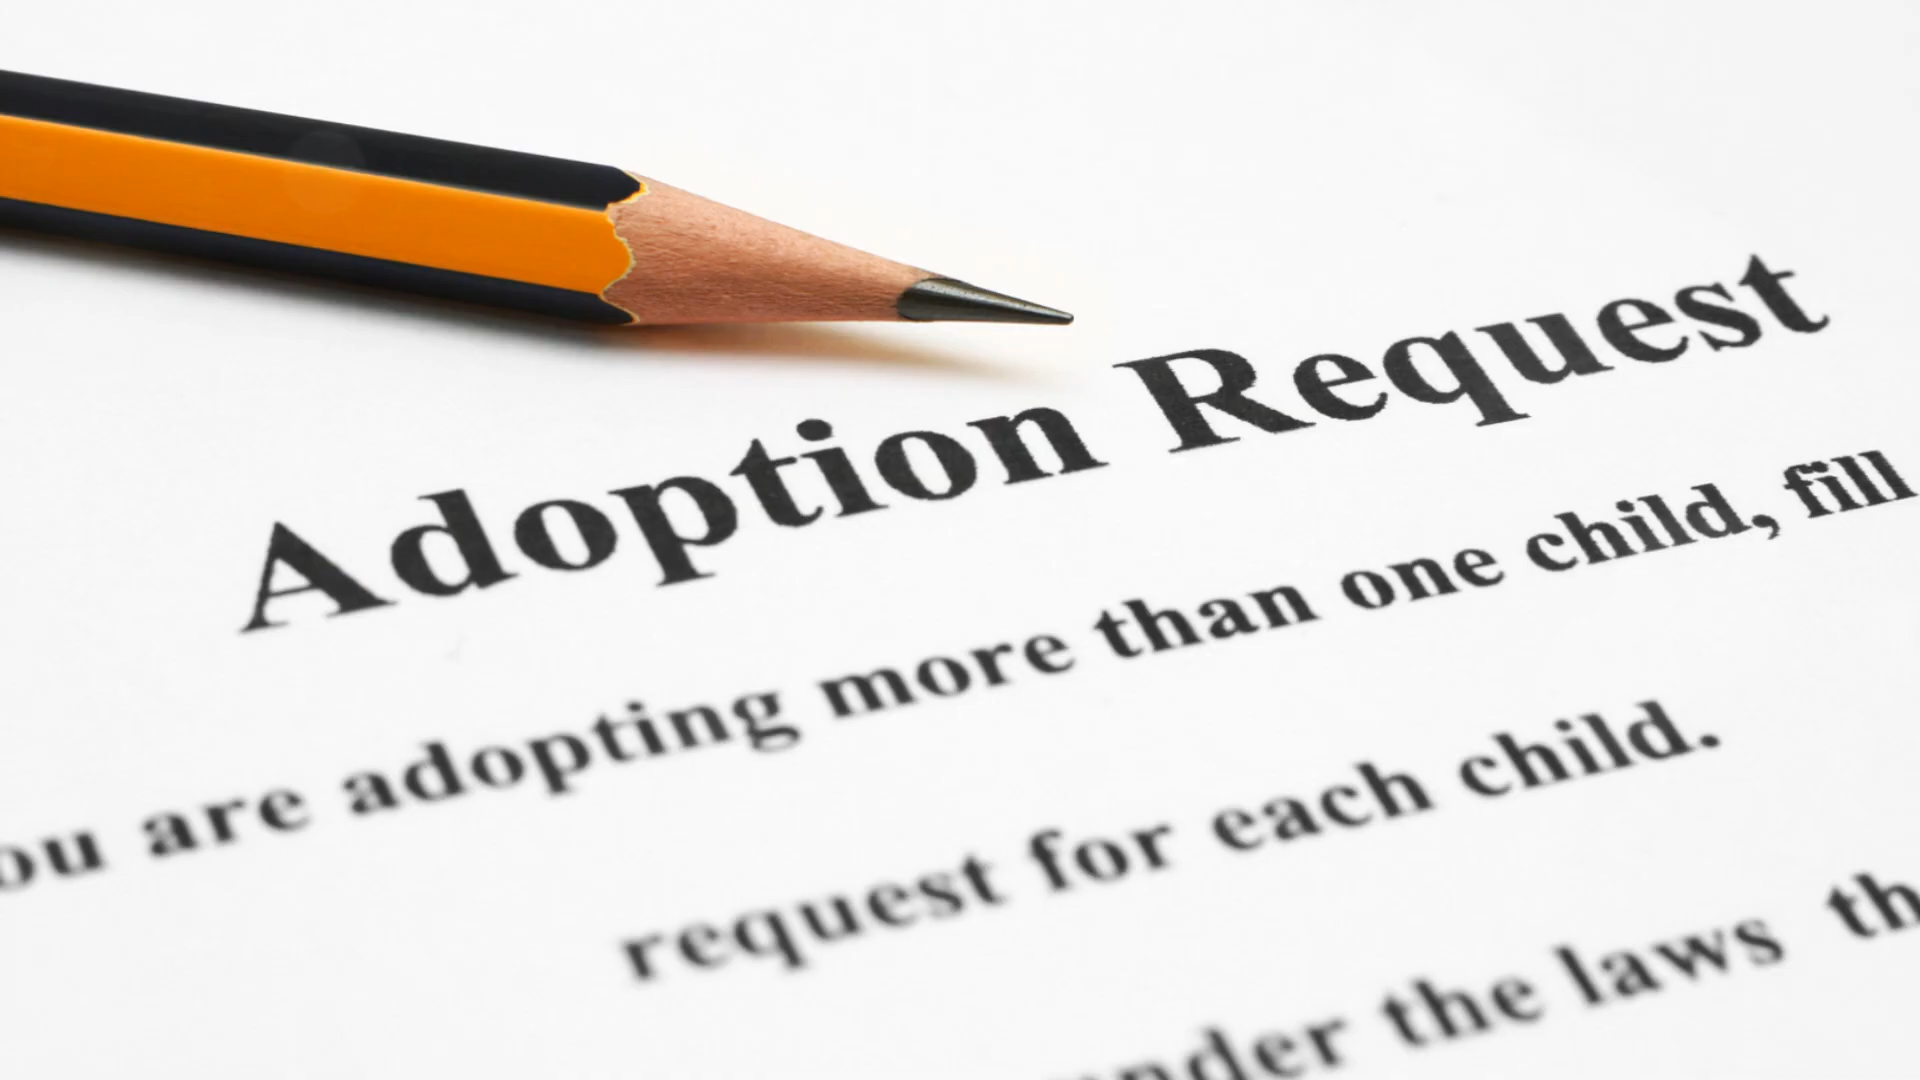 Adoption Request
ou are adopting more than one child, fill
request for each child.
nder the laws th